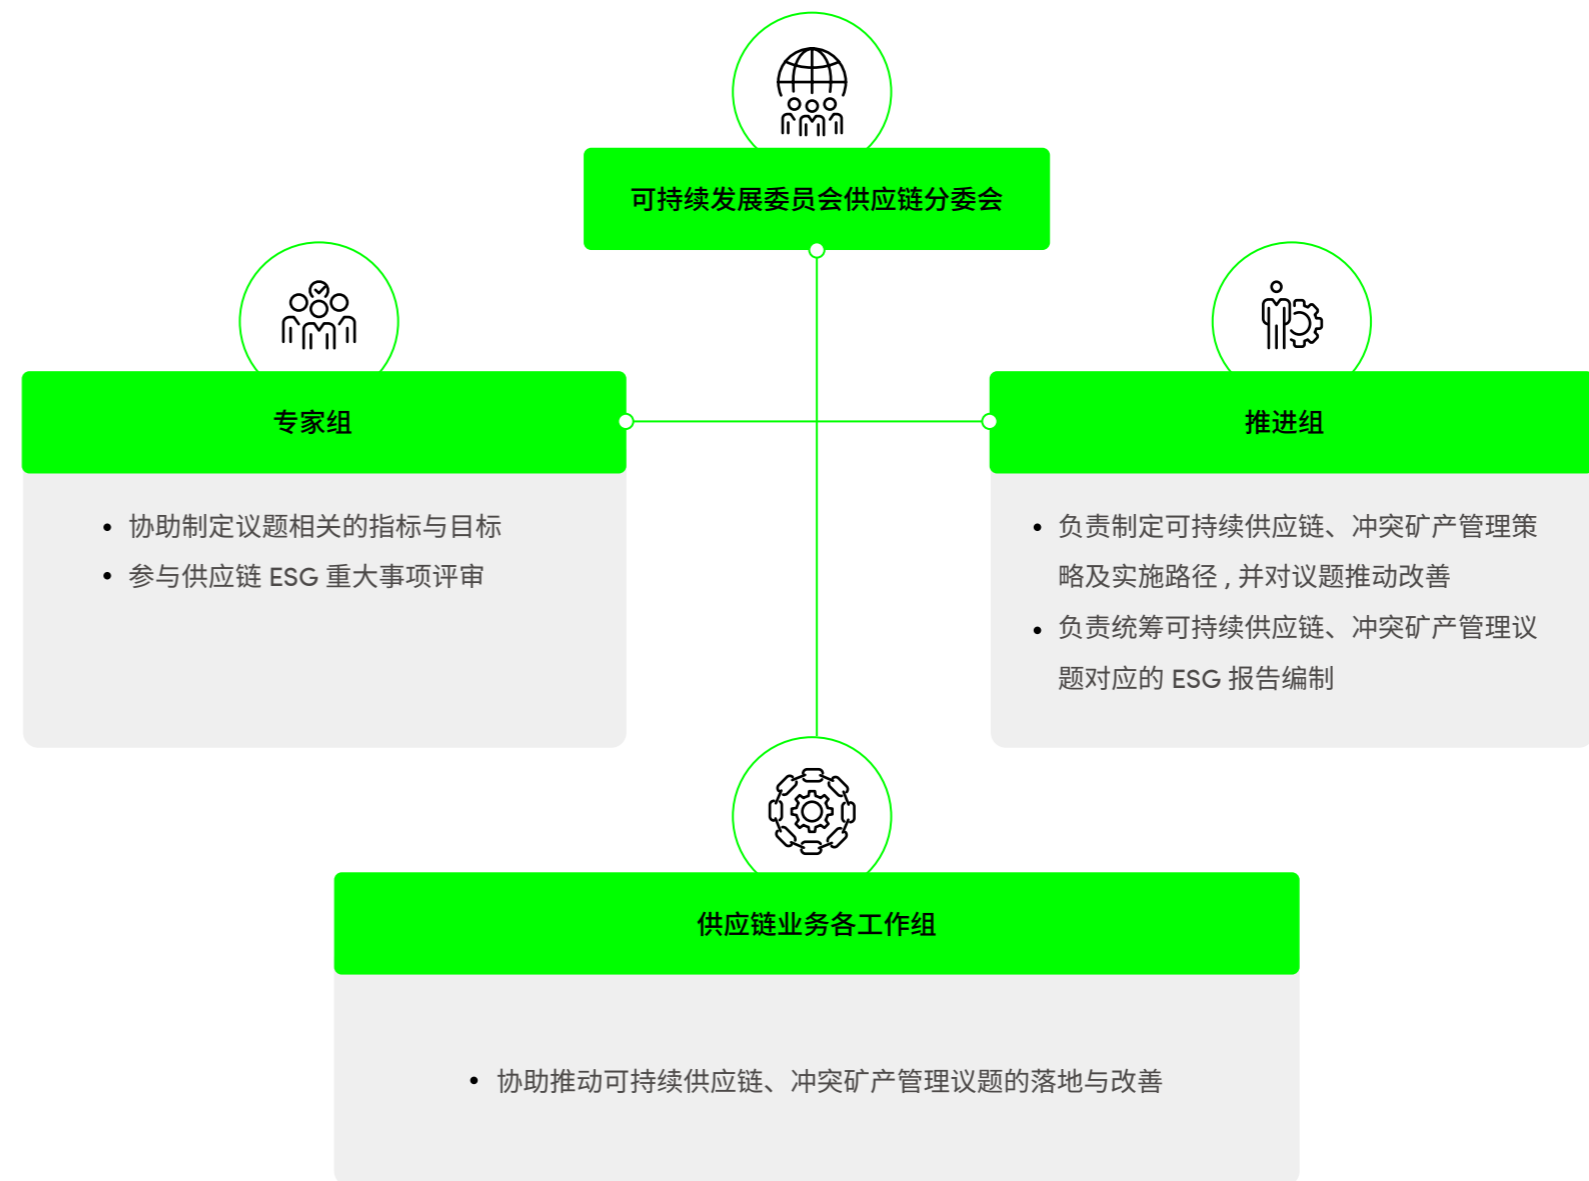 可持续发展委员会供应链分委会
专家组
• 协助制定议题相关的指标与目标
• 参与供应链 ESG 重大事项评审
推进组
• 负责制定可持续供应链、冲突矿产管理策
略及实施路径 , 并对议题推动改善
• 负责统筹可持续供应链、冲突矿产管理议
题对应的 ESG 报告编制
供应链业务各工作组
• 协助推动可持续供应链、冲突矿产管理议题的落地与改善